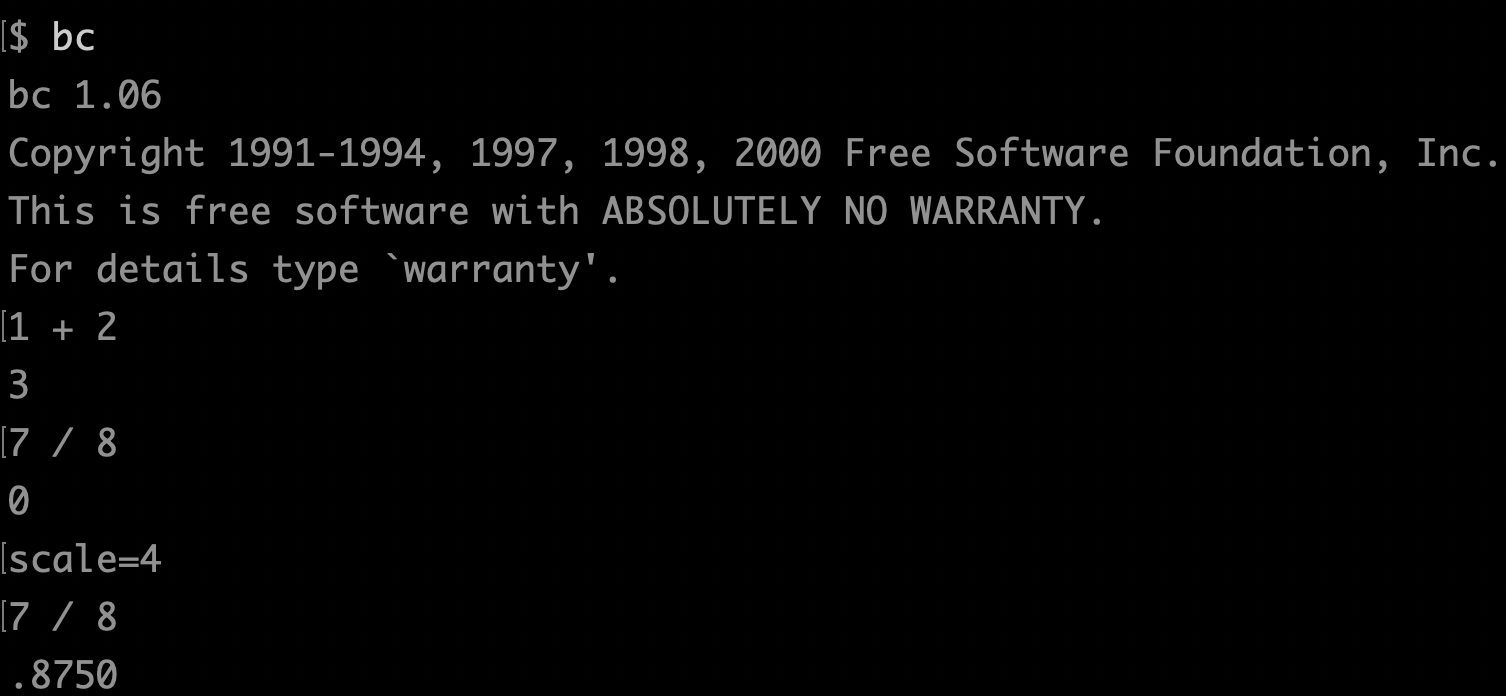 $ bc
bc 1.06
Copyright 1991-1994, 1997, 1998, 2000 Free Software Foundation, Inc.
This is free software with ABSOLUTELY NO WARRANTY.
For details type `warranty'.
1 + 2
3
7 / 8
0
scale=4
7 / 8
.8750